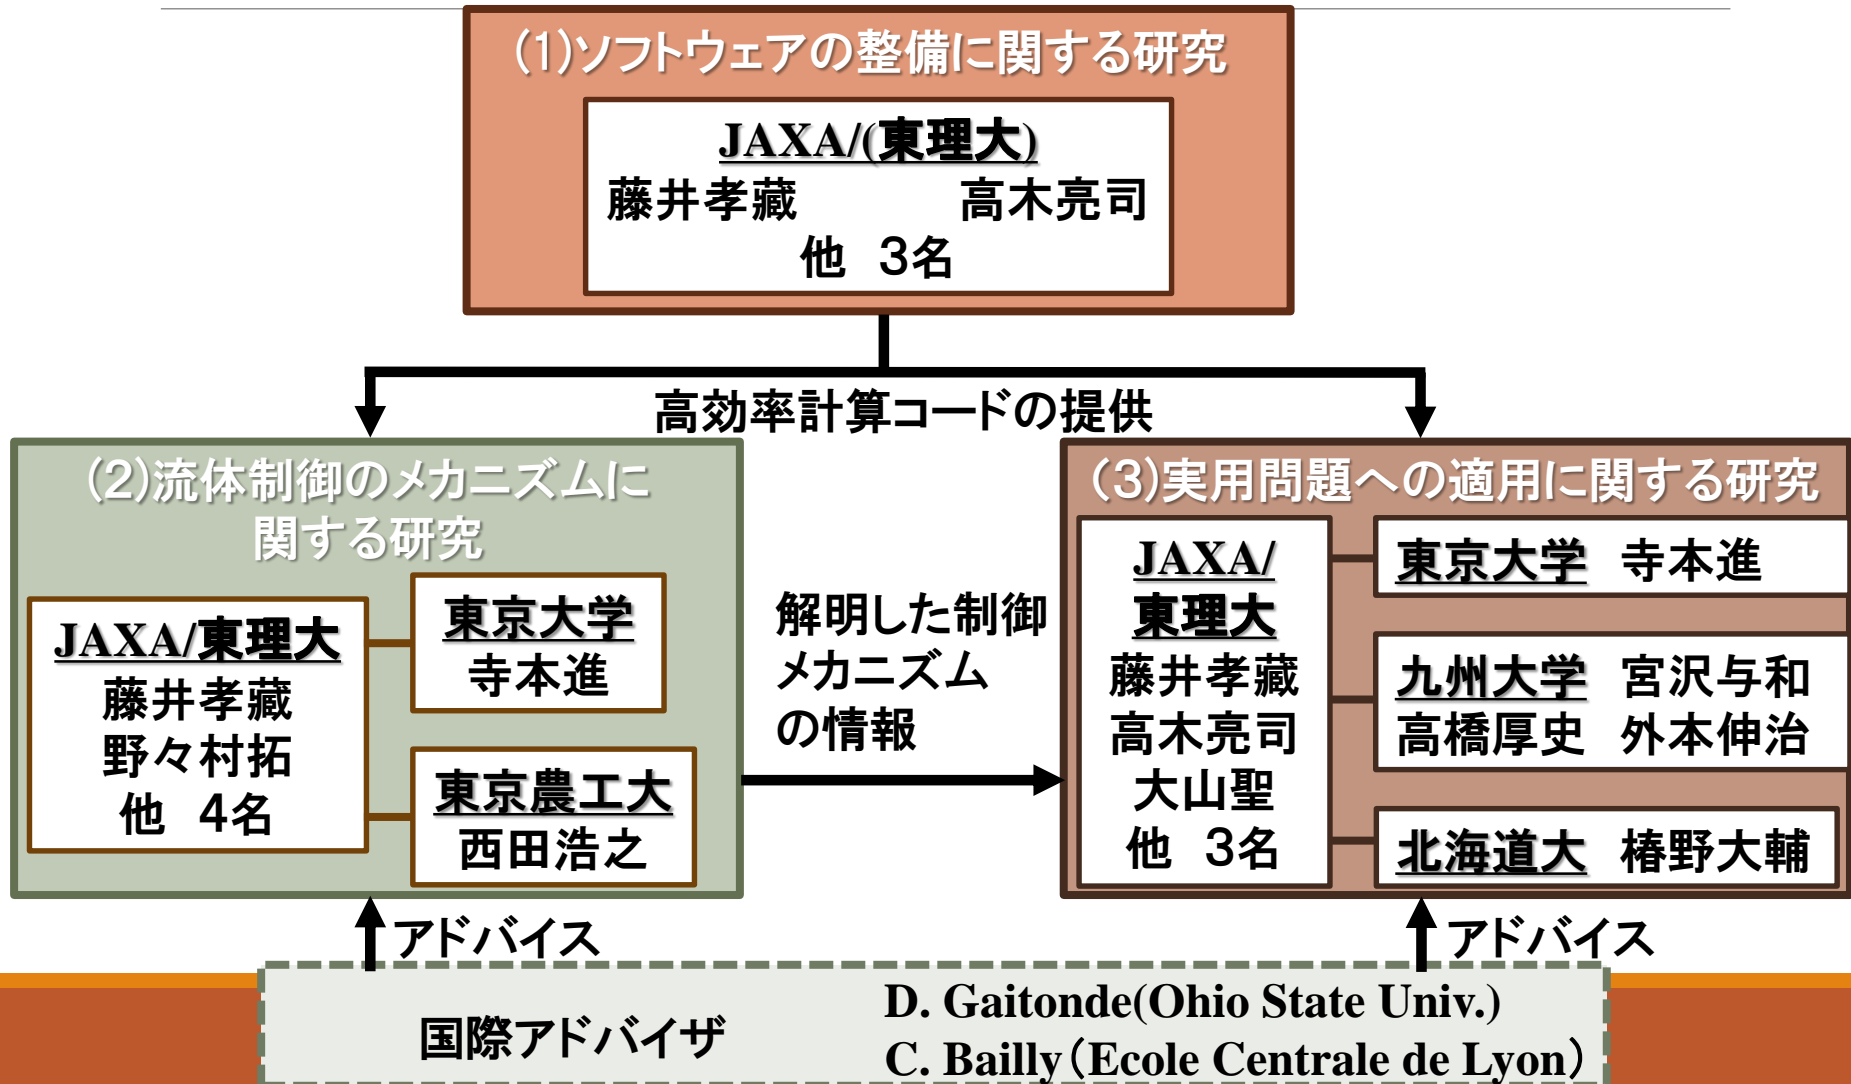 (1)ソフトウェアの整備に関する研究
JAXA/(東理大)
藤井孝藏 高木亮司
他 3名
高効率計算コードの提供
(2)流体制御のメカニズムに
関する研究
JAXA/東理大
藤井孝藏
野々村拓
他 4名
東京大学
寺本進
東京農工大
西田浩之
解明した制御
メカニズム
の情報
(3)実用問題への適用に関する研究
JAXA/
東理大
藤井孝藏
高木亮司
大山聖
他 3名
東京大学 寺本進
九州大学 宮沢与和
高橋厚史 外本伸治
北海道大 椿野大輔
アドバイス
アドバイス
国際アドバイザ
D. Gaitonde(Ohio State Univ.)
C. Bailly（Ecole Centrale de Lyon）